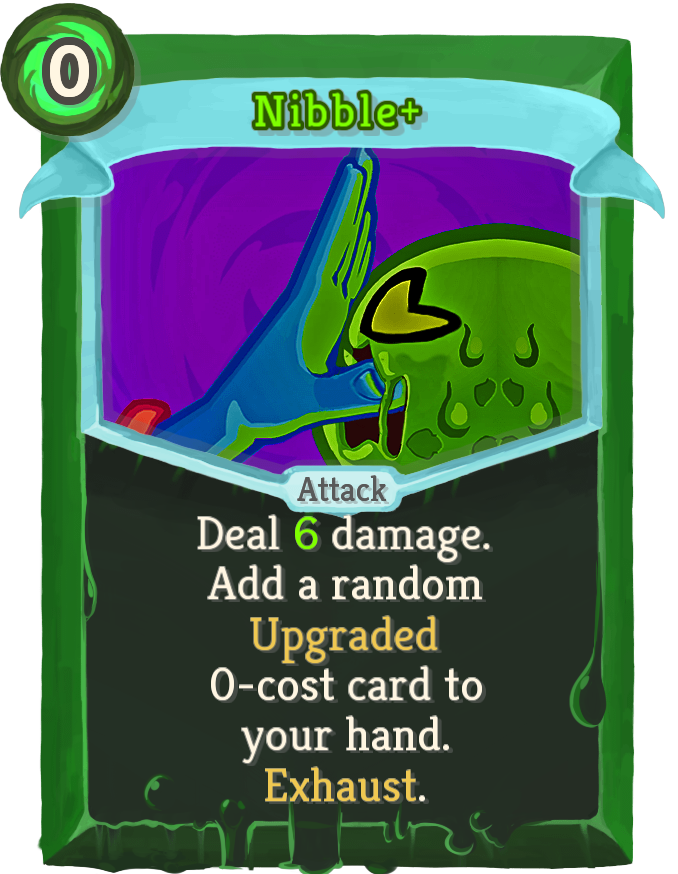 0
Nibble+
Attack
Deal 6 damage.
Add a random
Upgraded
0-cost card to
your hand.
Exhaust.